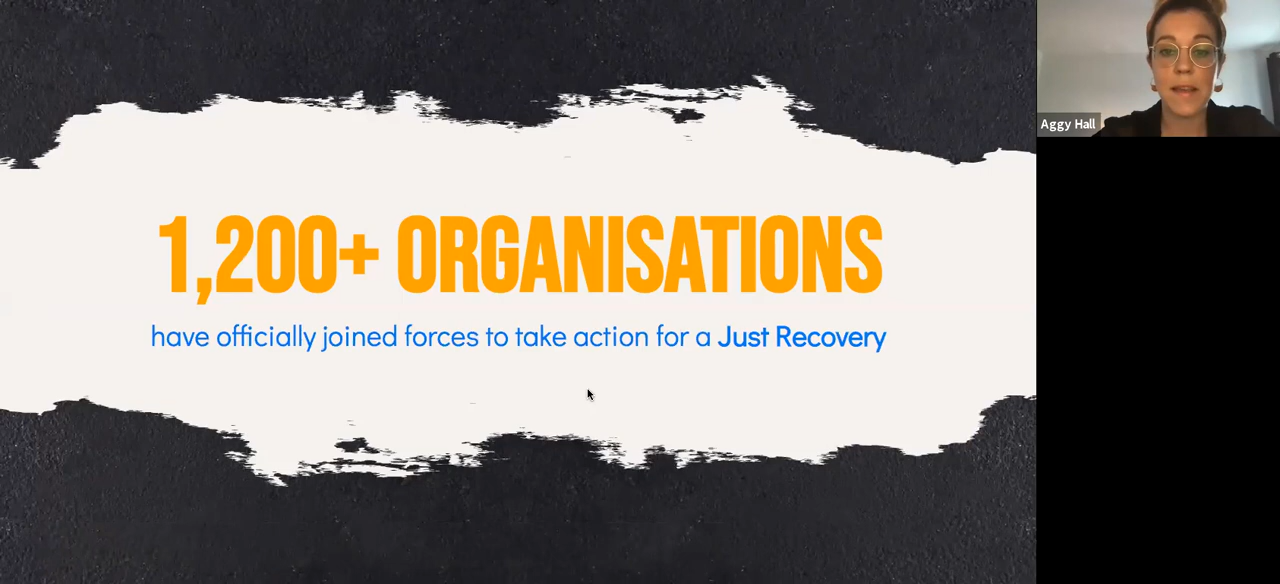 1,200+ ORGANISATIONS
have officially joined forces to take action for a Just Recovery
Aggy Hall